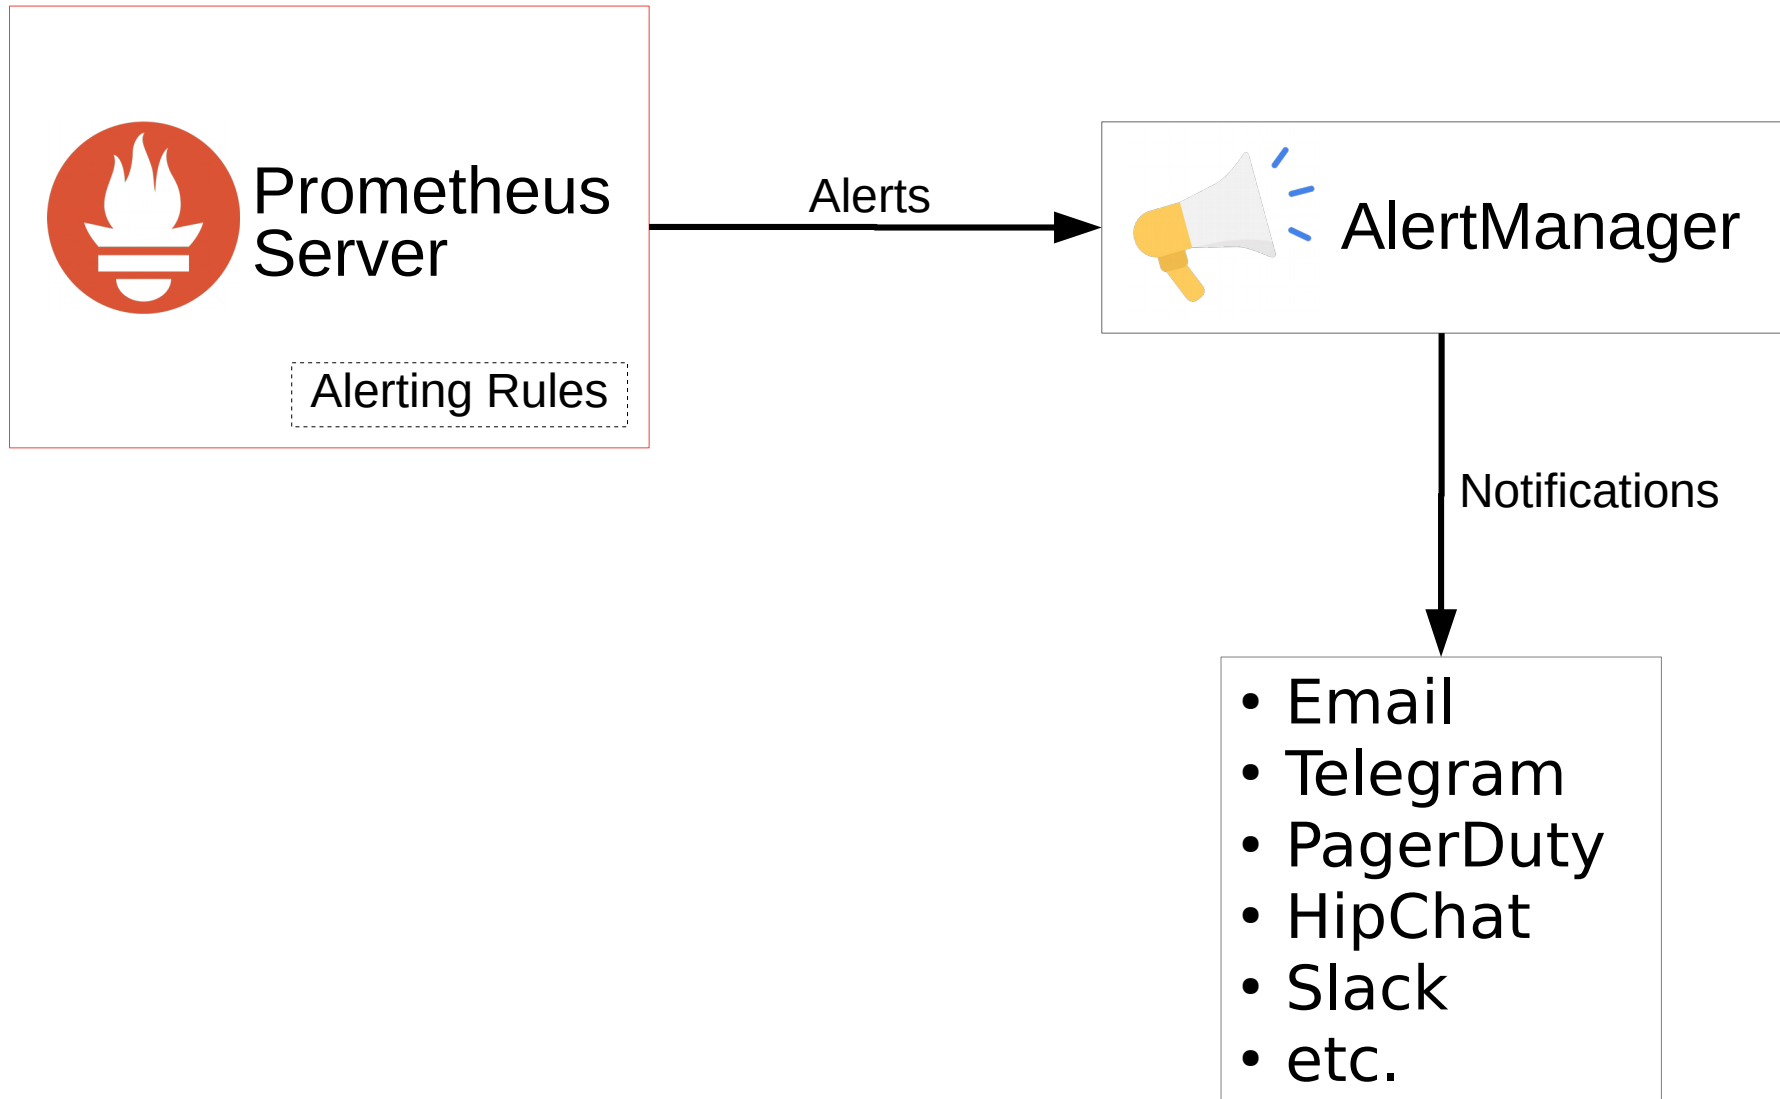 Prometheus
Server
Alerting Rules
Alerts
AlertManager
Notifications
• Email
• Telegram
• PagerDuty
• HipChat
• Slack
• etc.